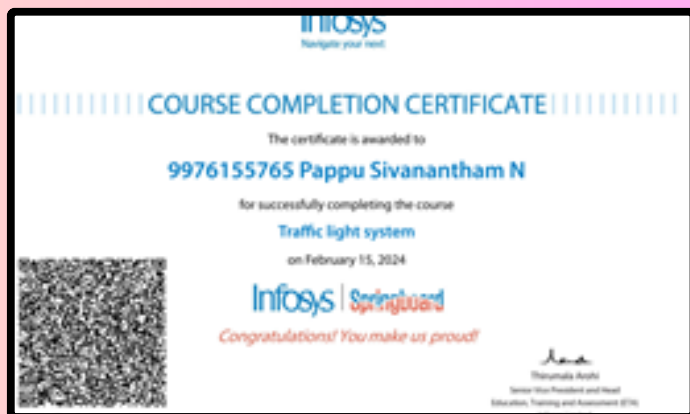 Infosys
Navigate your next
COURSE COMPLETION CERTIFICATE
The certificate is awarded to
9976155765 Pappu Sivanantham N
for successfully completing the course
Traffic light system
on February 15, 2024
Infosys | Springboard
Congratulations! You make us proud!
Thirumala Arohi
Senior Vice President and Head
Education, Training and Assessment (ETA)